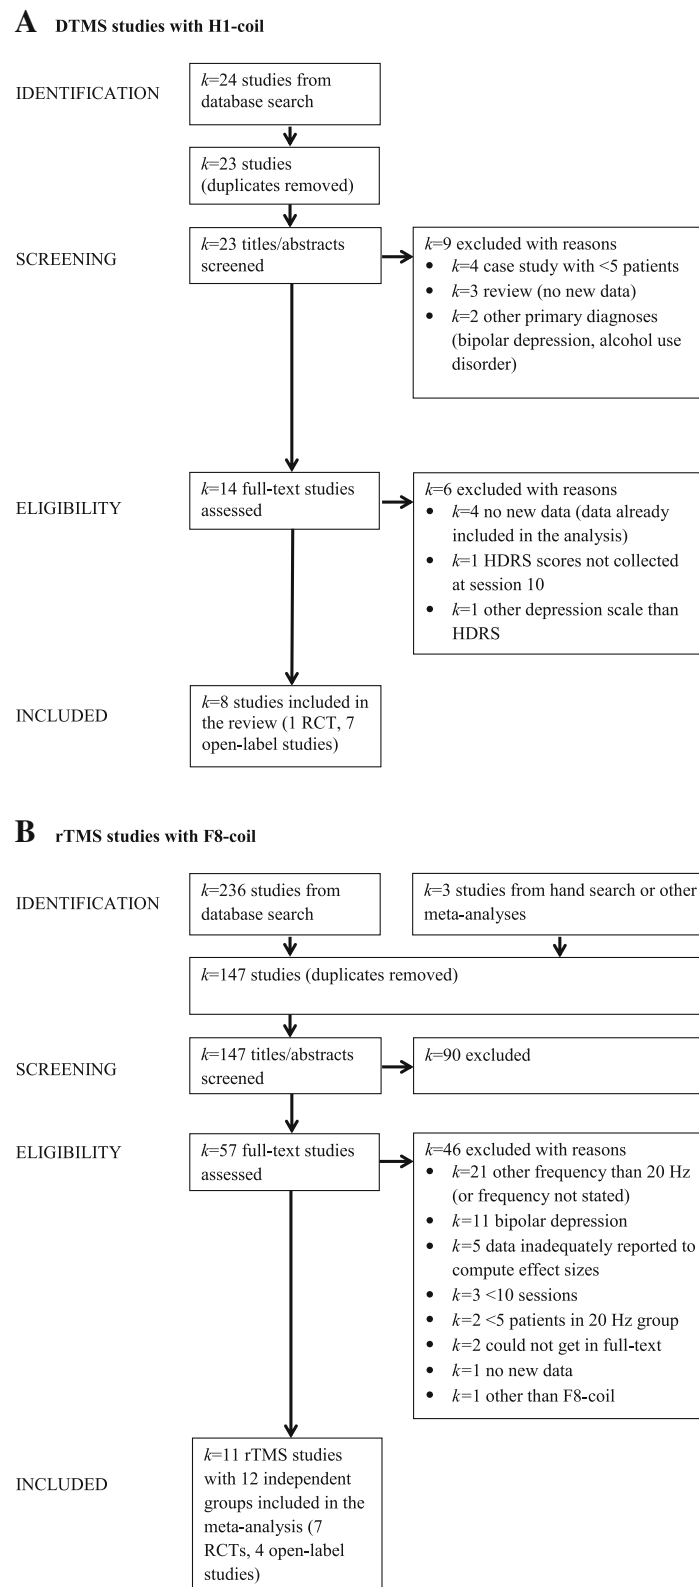 A DTMS studies with H1-coil
IDENTIFICATION
k=24 studies from
database search
k=23 studies
(duplicates removed)
SCREENING
k=23 titles/abstracts
screened
k=9 excluded with reasons
• k=4 case study with <5 patients
• k=3 review (no new data)
• k=2 other primary diagnoses
(bipolar depression, alcohol use
disorder)
ELIGIBILITY
k=14 full-text studies
assessed
k=6 excluded with reasons
• k=4 no new data (data already
included in the analysis)
• k=1 HDRS scores not collected
at session 10
• k=1 other depression scale than
HDRS
INCLUDED
k=8 studies included in
the review (1 RCT, 7
open-label studies)
B rTMS studies with F8-coil
IDENTIFICATION
k=236 studies from
database search
k=3 studies from hand search or other
meta-analyses
k=147 studies (duplicates removed)
SCREENING
k=147 titles/abstracts
screened
k=90 excluded
ELIGIBILITY
k=57 full-text studies
assessed
k=46 excluded with reasons
• k=21 other frequency than 20 Hz
(or frequency not stated)
• k=11 bipolar depression
• k=5 data inadequately reported to
compute effect sizes
• k=3 <10 sessions
• k=2 <5 patients in 20 Hz group
• k=2 could not get in full-text
• k=1 no new data
• k=1 other than F8-coil
INCLUDED
k=11 rTMS studies
with 12 independent
groups included in the
meta-analysis (7
RCTs, 4 open-label
studies)